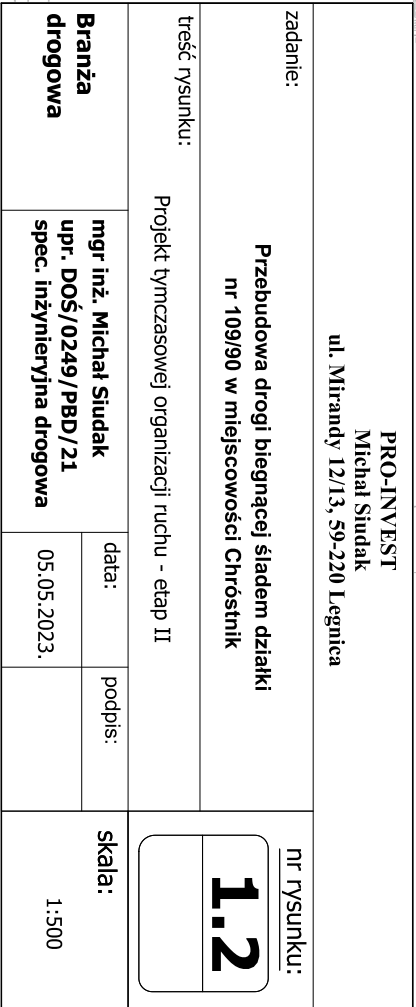 PRO-INVEST
Michał Siudak
ul. Mirandy 12/13, 59-220 Legnica
zadanie:
Przebudowa drogi biegnącej śladem działki
nr 109/90 w miejscowości Chróstnik
nr rysunku:
1.2
treść rysunku:
Projekt tymczasowej organizacji ruchu - etap II
Branża
drogowa
mgr inż. Michał Siudak
upr. DOŚ/0249/PBD/21
spec. inżynieryjna drogowa
data:
05.05.2023.
podpis:
skala:
1:500